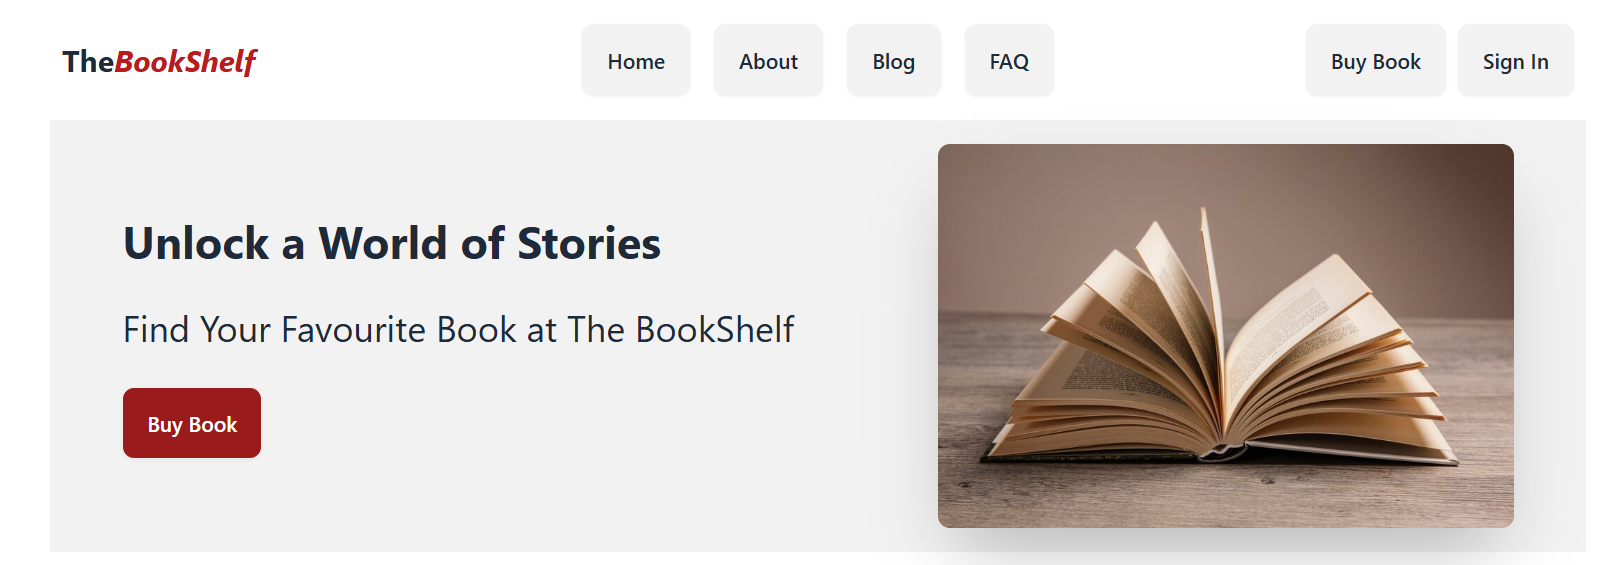 TheBookShelf
Home
About
Blog
FAQ
Buy Book
Sign In
Unlock a World of Stories
Find Your Favourite Book at The BookShelf
Buy Book